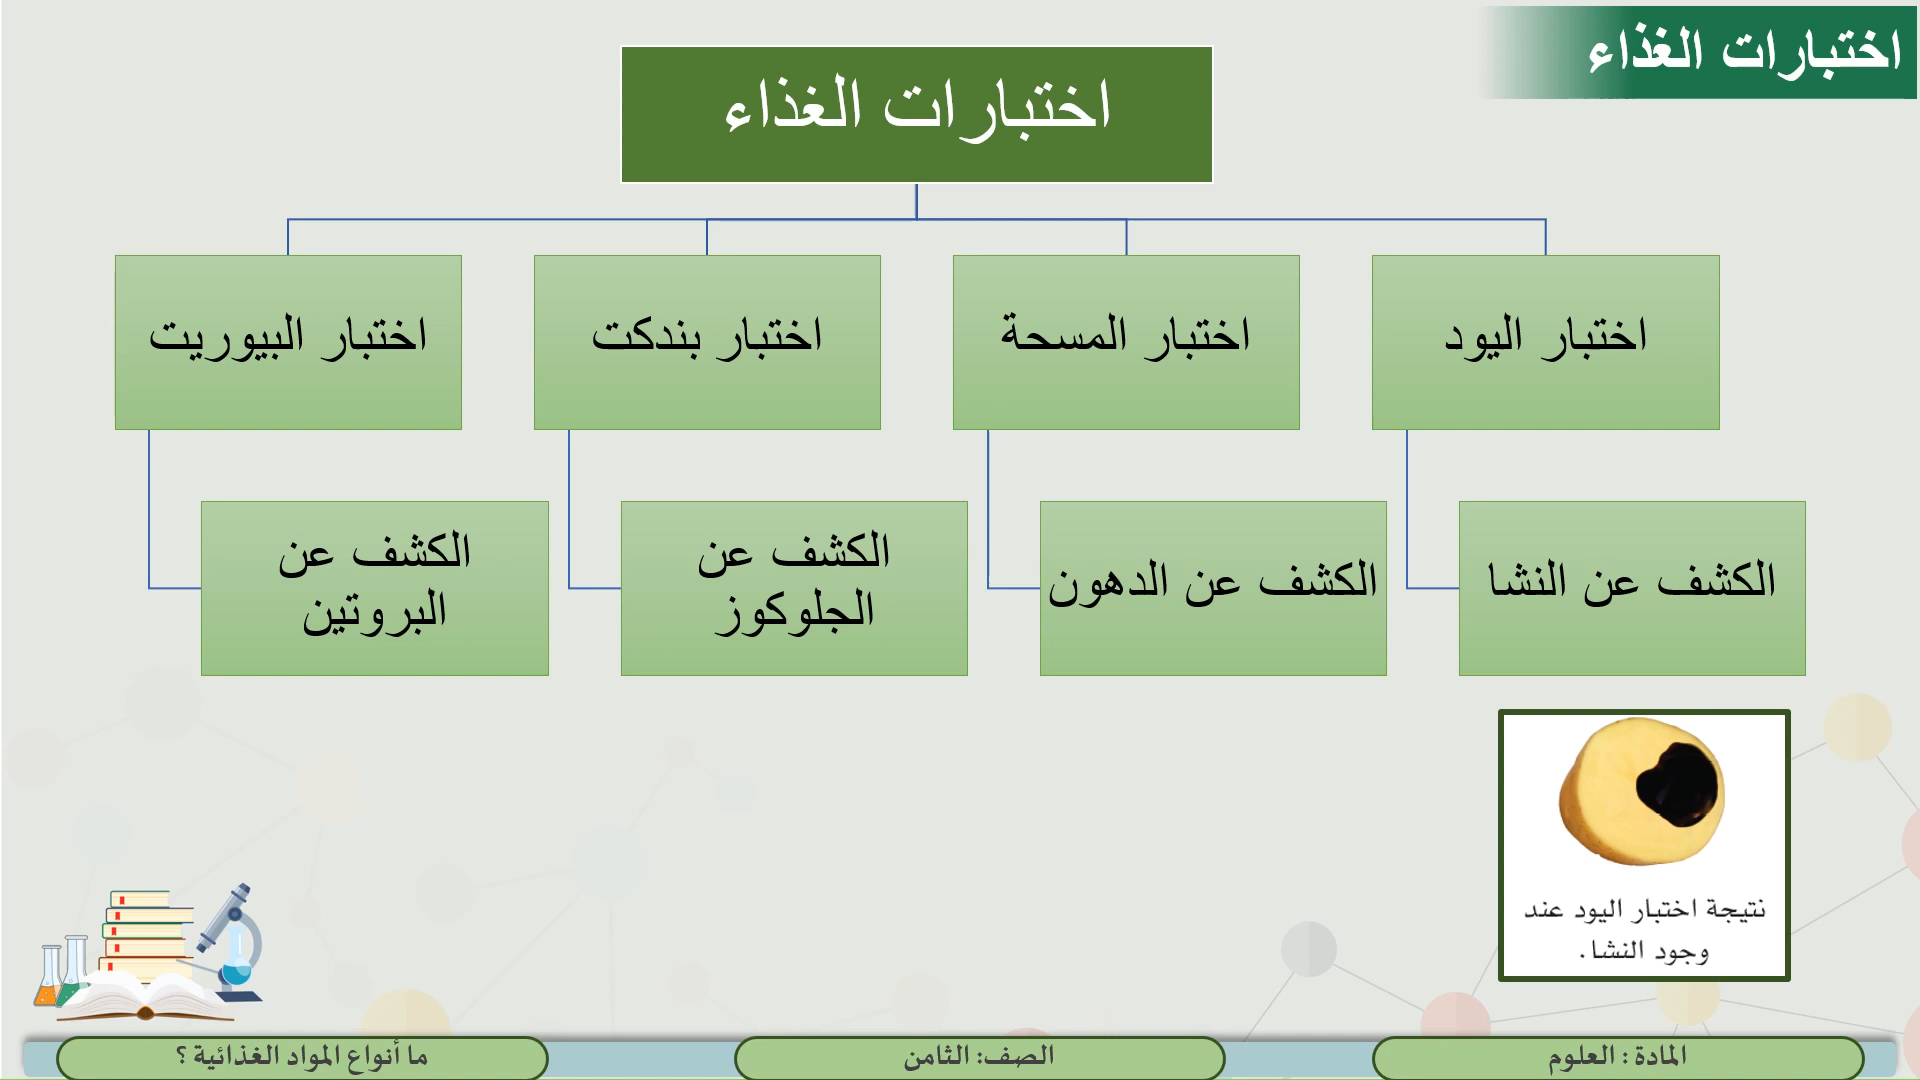 اختبارات الغذاء
اختبارات الغذاء
اختبار اليود
اختبار المسحة
اختبار بندكت
اختبار البيوريت
الكشف عن النشا
الكشف عن الدهون
الكشف عن
الجلوكوز
الكشف عن
البروتين
نتيجة اختبار اليود عند
وجود النشا.
المادة : العلوم
الصف: الثامن
ما أنواع المواد الغذائية ؟